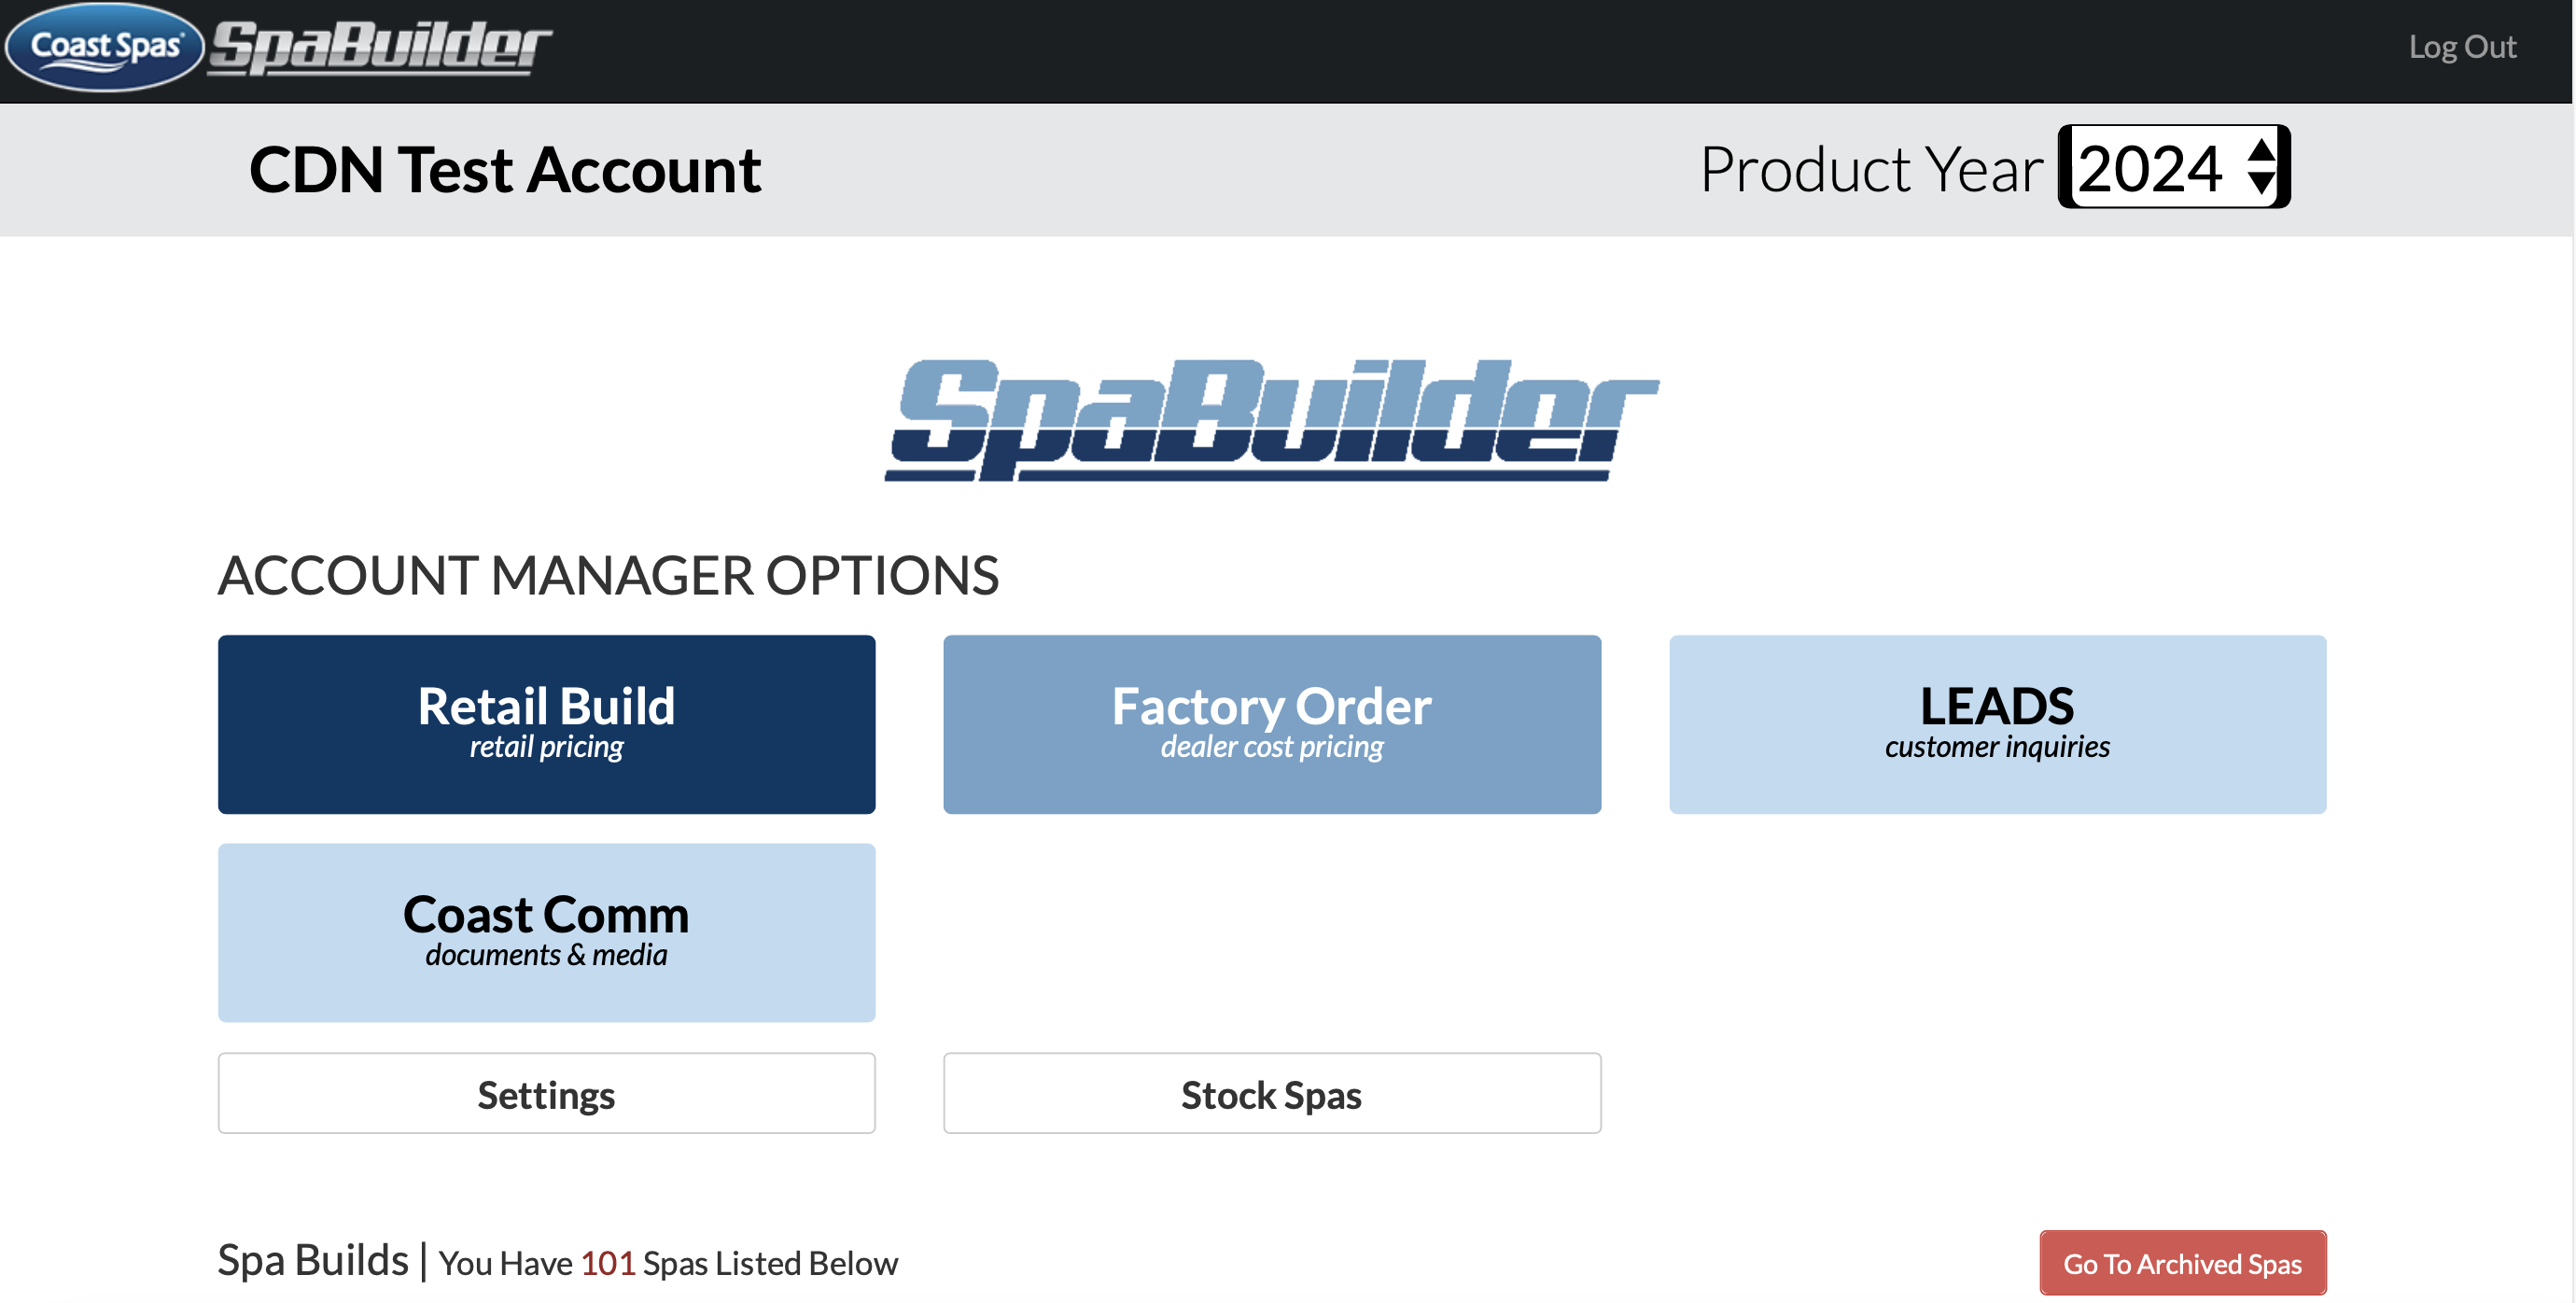 Coast Spas SpaBuilder
Log Out
CDN Test Account
Product Year 2024
SpaBuilder
ACCOUNT MANAGER OPTIONS
Retail Build
retail pricing
Factory Order
dealer cost pricing
LEADS
customer inquiries
Coast Comm
documents & media
Settings
Stock Spas
Spa Builds | You Have 101 Spas Listed Below
Go To Archived Spas